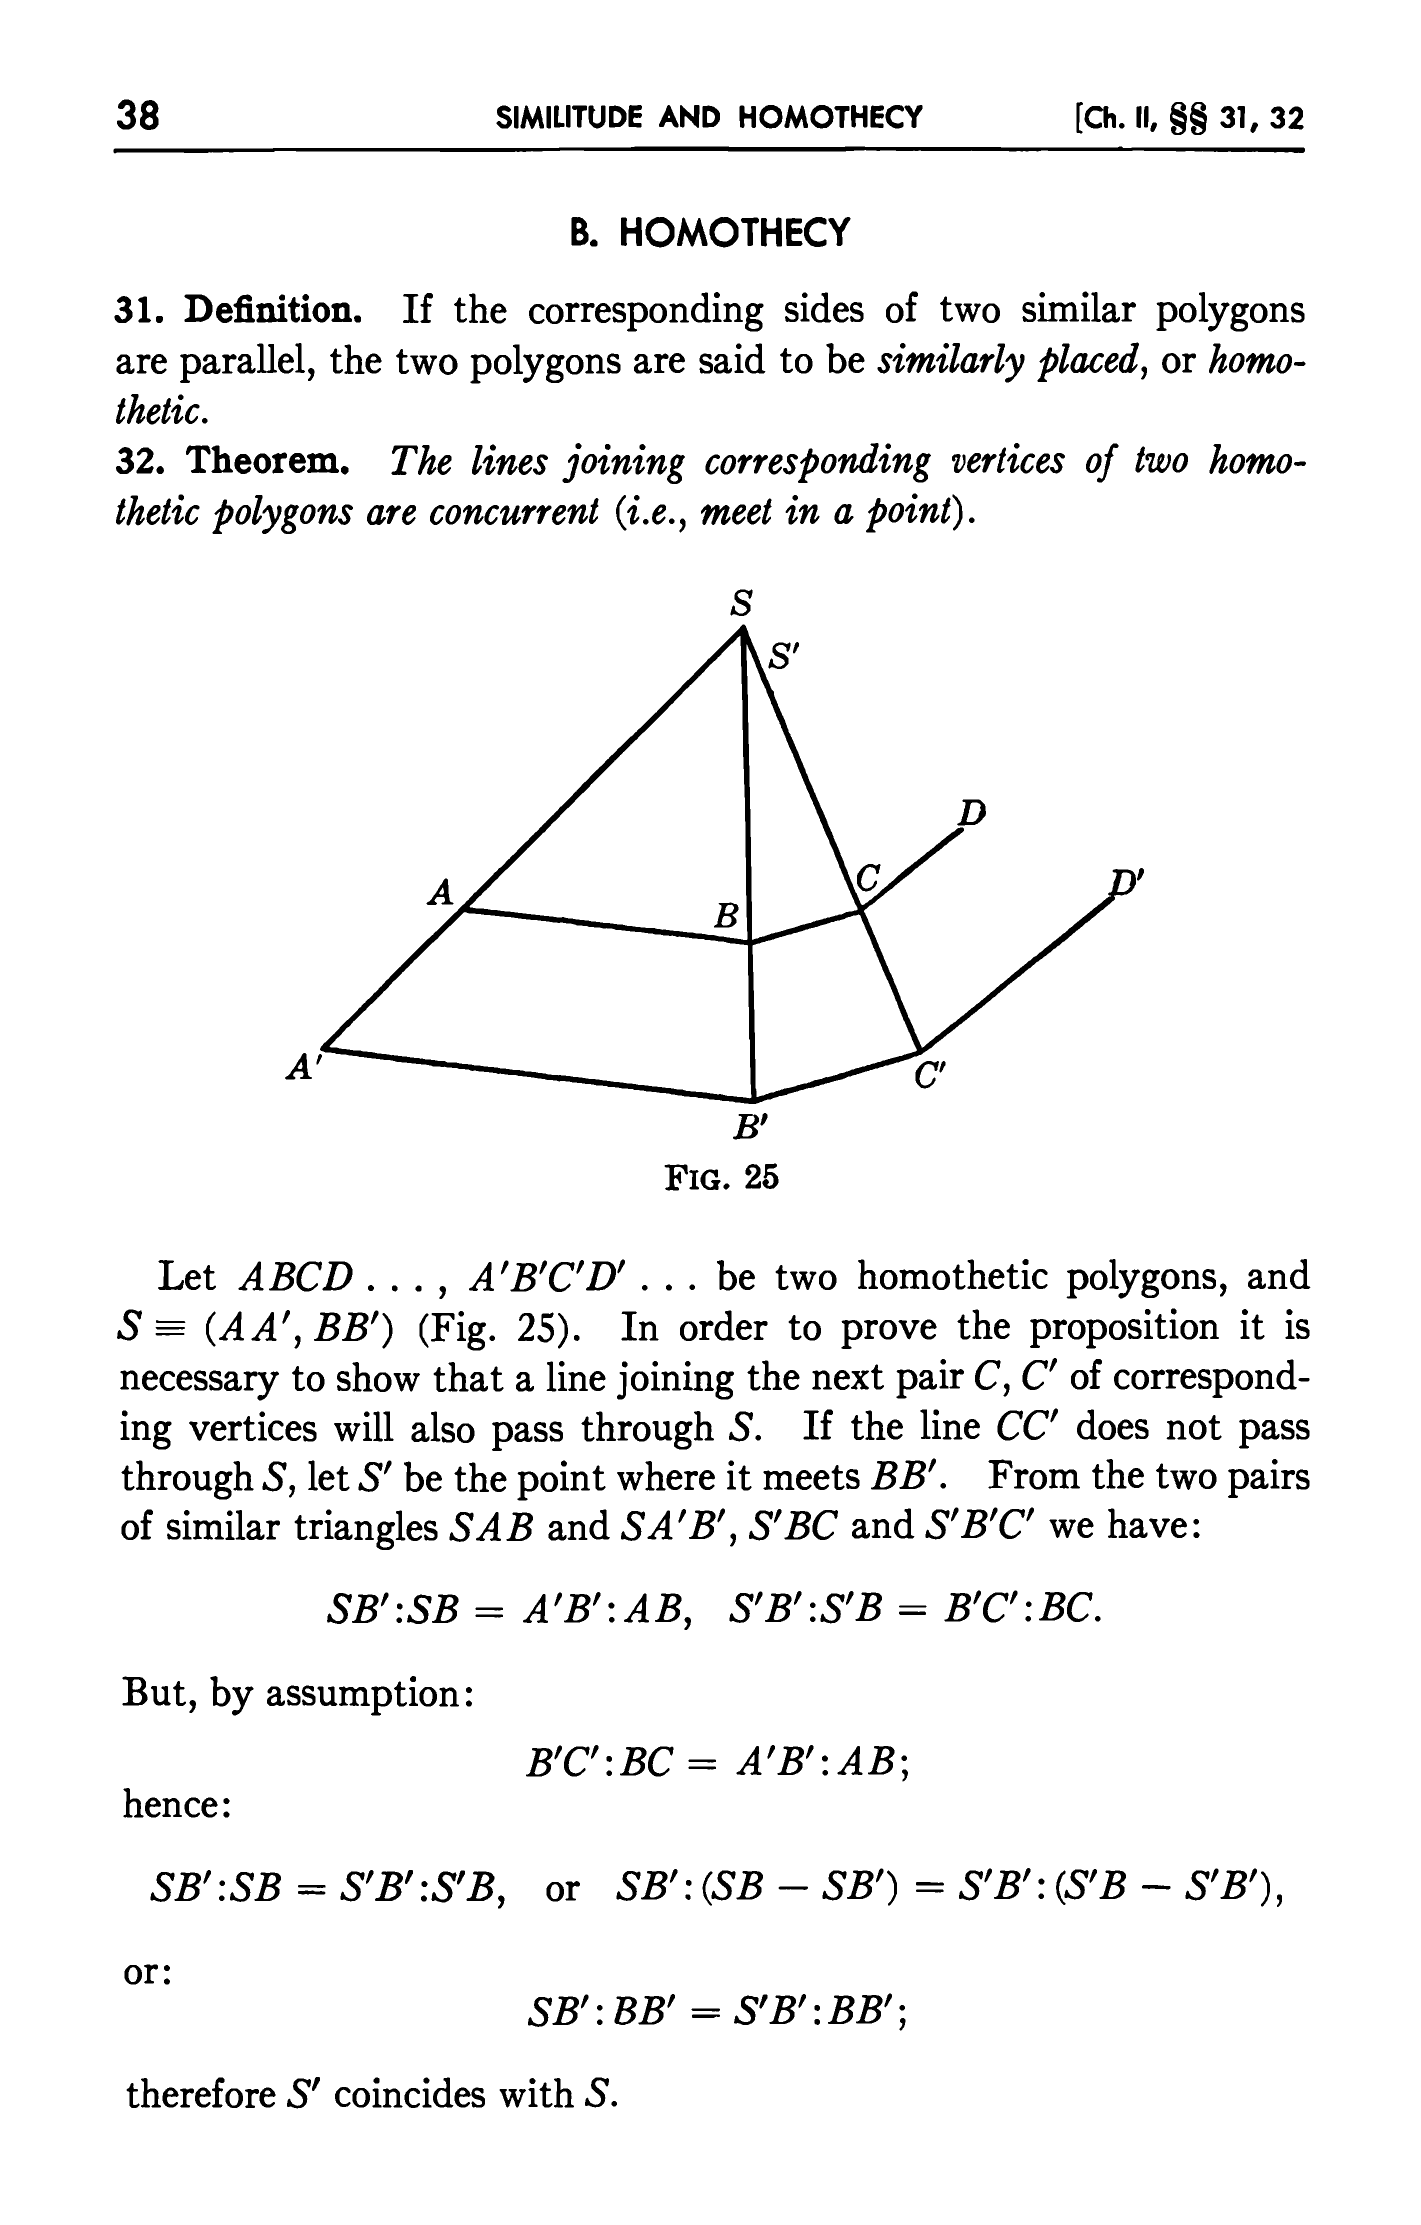 38 SIMILITUDE AND HOMOTHECY [Ch. II, §§ 31, 32
B. HOMOTHECY
31. Definition. If the corresponding sides of two similar polygons
are parallel, the two polygons are said to be similarly placed, or homo-
thetic.
32. Theorem. The lines joining corresponding vertices of two homo-
thetic polygons are concurrent (i.e., meet in a point).
S
S′
D
A
B
C
D′
A′
C′
B′
FIG. 25
Let ABCD . . . , A′B′C′D′ . . . be two homothetic polygons, and
S ≡ (AA′, BB′) (Fig. 25). In order to prove the proposition it is
necessary to show that a line joining the next pair C, C′ of correspond-
ing vertices will also pass through S. If the line CC′ does not pass
through S, let S′ be the point where it meets BB′. From the two pairs
of similar triangles SAB and SA′B′, S′BC and S′B′C′ we have:
SB′:SB = A′B′:AB, S′B′:S′B = B′C′:BC.
But, by assumption:
B′C′:BC = A′B′:AB;
hence:
SB′:SB = S′B′:S′B, or SB′:(SB − SB′) = S′B′:(S′B − S′B′),
or:
SB′:BB′ = S′B′:BB′;
therefore S′ coincides with S.